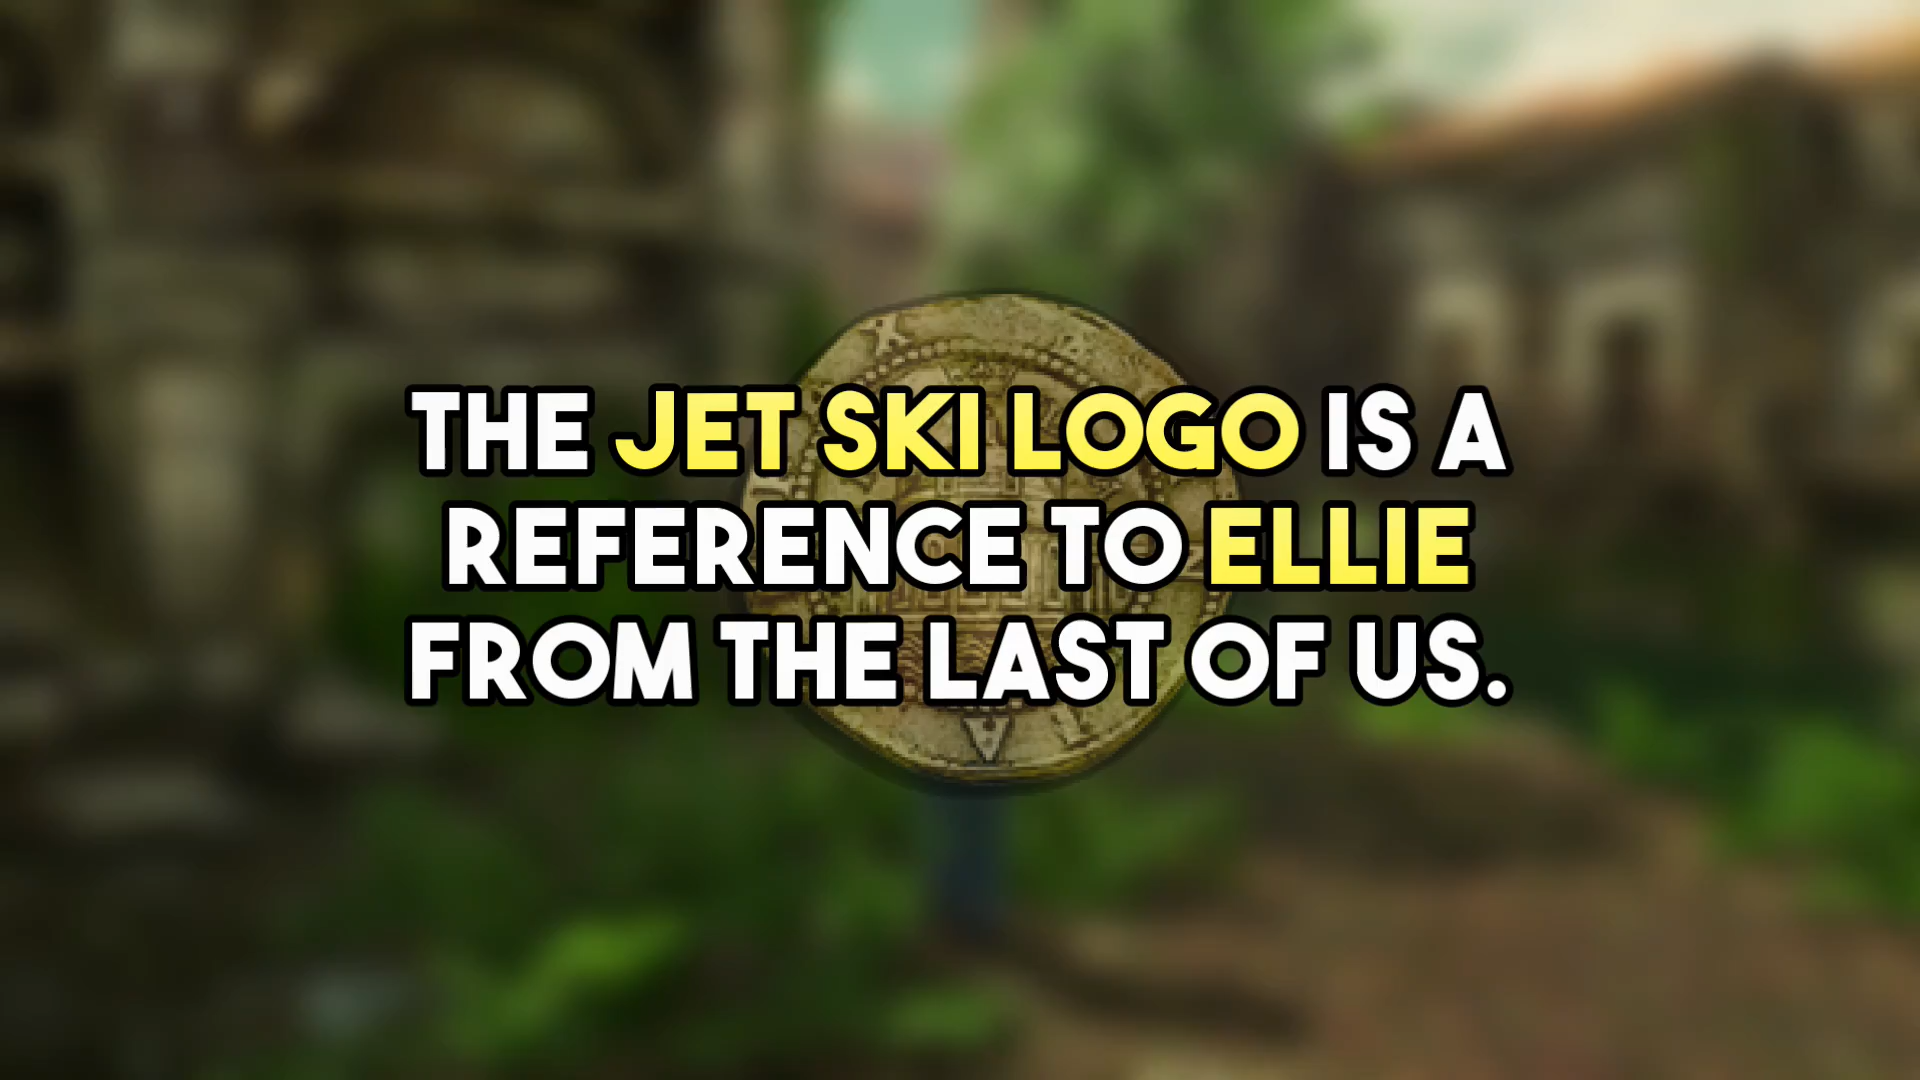 THE JET SKI LOGO IS A
REFERENCE TO ELLIE
FROM THE LAST OF US.